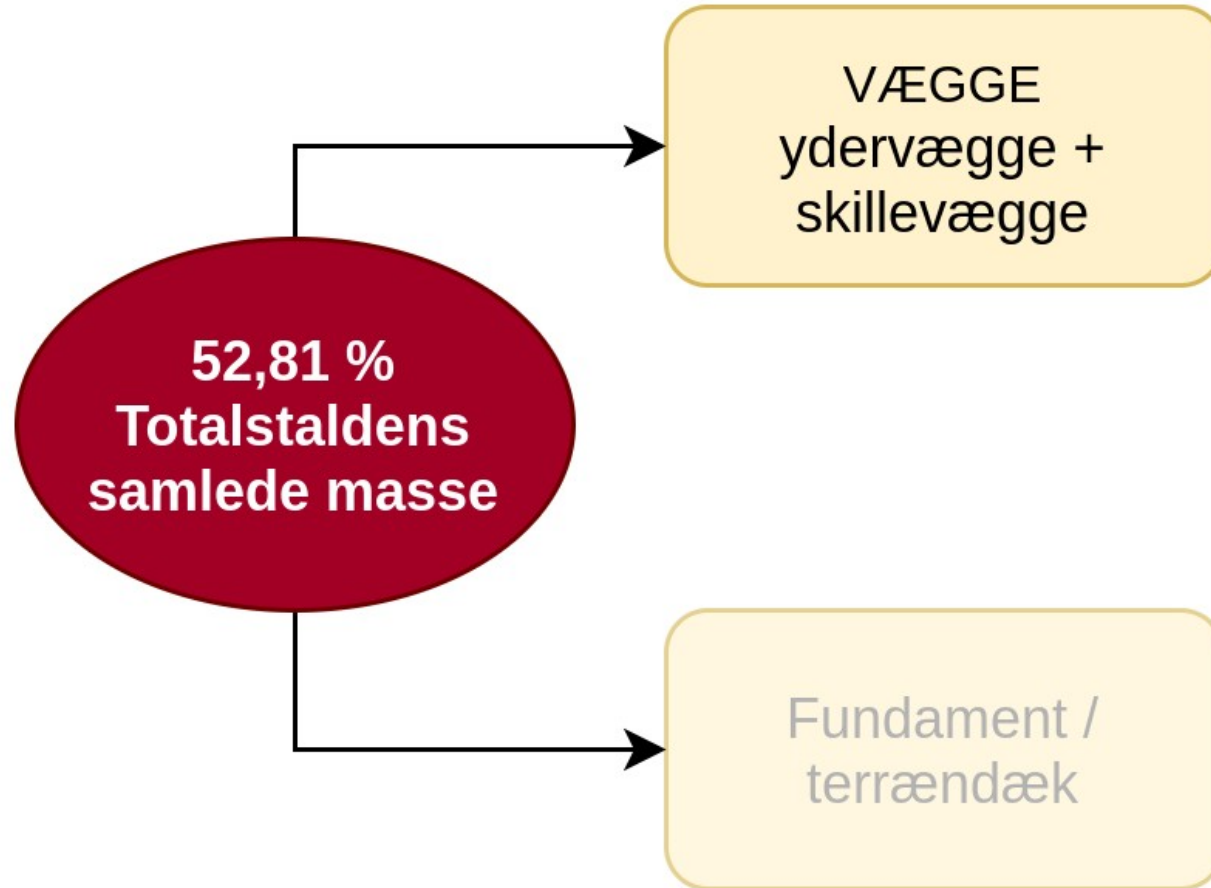 VÆGGE
ydervægge +
skillevægge
52,81 %
Totalstaldens
samlede masse
Fundament /
terrændæk